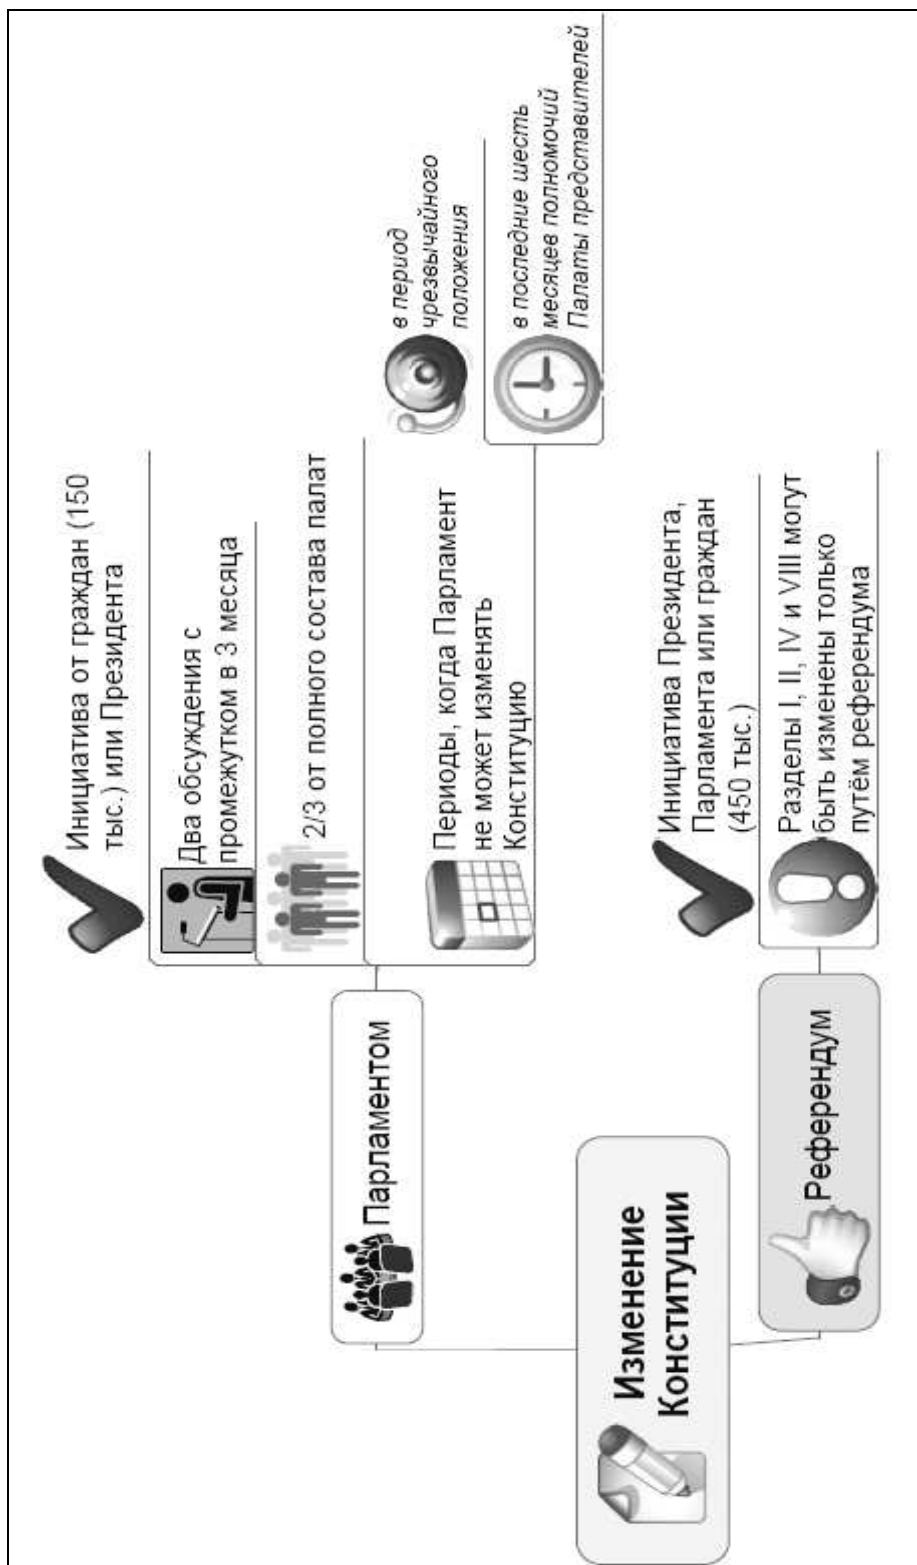 Изменение
Конституции
Парламентом
Инициатива от граждан (150
тыс.) или Президента
Два обсуждения с
промежутком в 3 месяца
2/3 от полного состава палат
Периоды, когда Парламент
не может изменять
Конституцию
в период
чрезвычайного
положения
в последние шесть
месяцев полномочий
Палаты представителей
Референдум
Инициатива Президента,
Парламента или граждан
(450 тыс.)
Разделы I, II, IV и VIII могут
быть изменены только
путём референдума